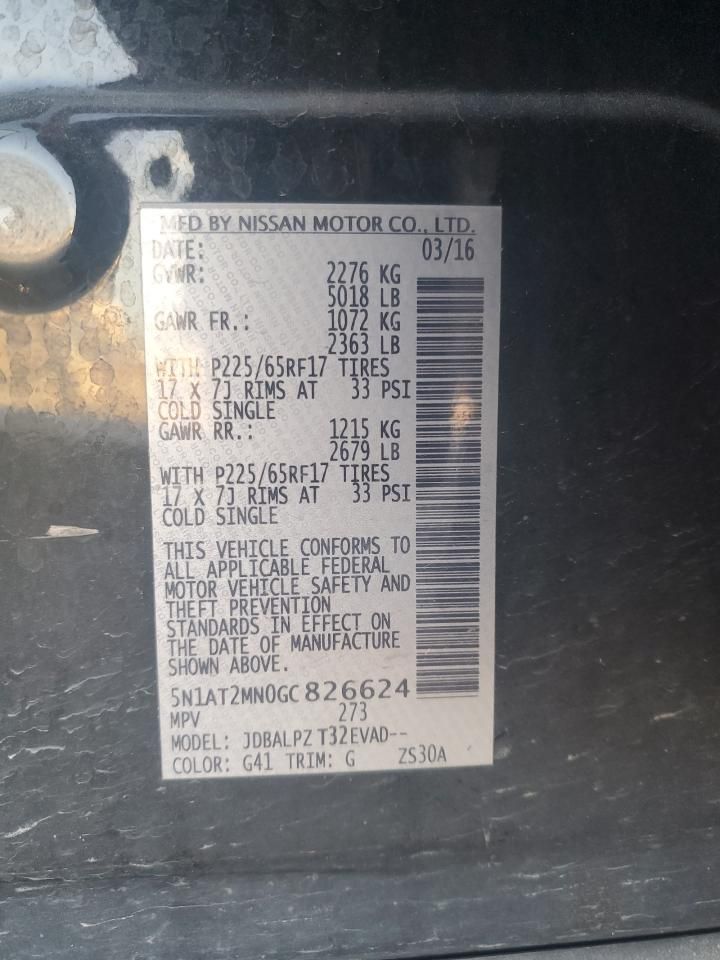 MFD BY NISSAN MOTOR CO., LTD.
DATE: 03/16
GVWR: 2276 KG
5018 LB
GAWR FR.: 1072 KG
2363 LB
WITH P225/65RF17 TIRES
17 X 7J RIMS AT 33 PSI
COLD SINGLE
GAWR RR.: 1215 KG
2679 LB
WITH P225/65RF17 TIRES
17 X 7J RIMS AT 33 PSI
COLD SINGLE
THIS VEHICLE CONFORMS TO
ALL APPLICABLE FEDERAL
MOTOR VEHICLE SAFETY AND
THEFT PREVENTION
STANDARDS IN EFFECT ON
THE DATE OF MANUFACTURE
SHOWN ABOVE.
5N1AT2MN0GC826624
MPV 273
MODEL: JDBALPZ T32EVAD--
COLOR: G41 TRIM: G ZS30A